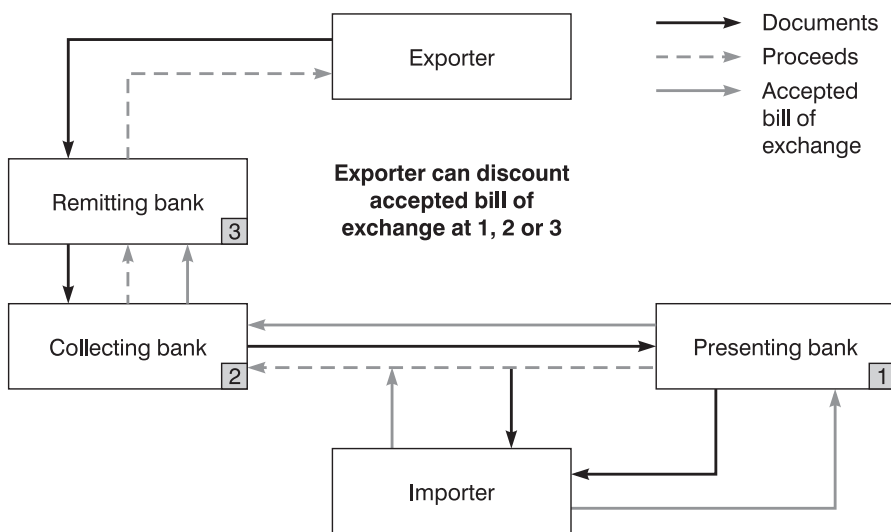 Exporter
Documents
Proceeds
Accepted
bill of
exchange
Remitting bank
3
Exporter can discount
accepted bill of
exchange at 1, 2 or 3
Collecting bank
2
Presenting bank
1
Importer